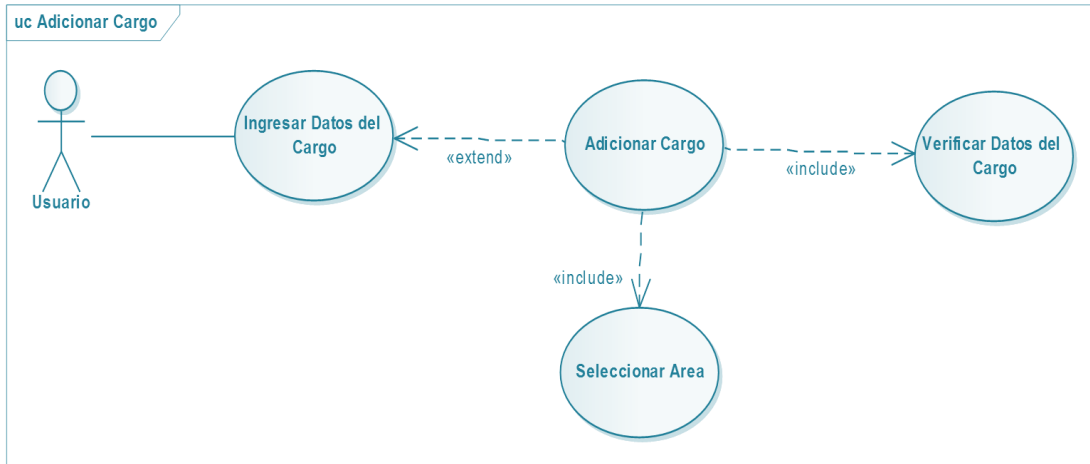 uc Adicionar Cargo
Usuario
Ingresar Datos del
Cargo
«extend»
Adicionar Cargo
«include»
Verificar Datos del
Cargo
«include»
Seleccionar Area